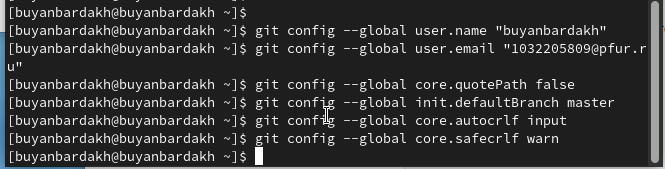 [buyanbardakh@buyanbardakh ~]$
[buyanbardakh@buyanbardakh ~]$ git config --global user.name "buyanbardakh"
[buyanbardakh@buyanbardakh ~]$ git config --global user.email "1032205809@pfur.r
u"
[buyanbardakh@buyanbardakh ~]$ git config --global core.quotePath false
[buyanbardakh@buyanbardakh ~]$ git config --global init.defaultBranch master
[buyanbardakh@buyanbardakh ~]$ git config --global core.autocrlf input
[buyanbardakh@buyanbardakh ~]$ git config --global core.safecrlf warn
[buyanbardakh@buyanbardakh ~]$